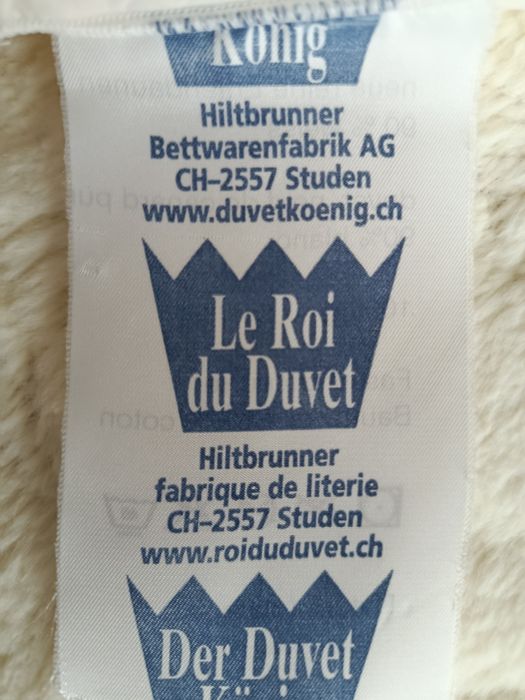 König
Hiltbrunner
Bettwarenfabrik AG
CH-2557 Studen
www.duvetkoenig.ch
Le Roi
du Duvet
Hiltbrunner
fabrique de literie
CH-2557 Studen
www.roiduduvet.ch
Der Duvet
König